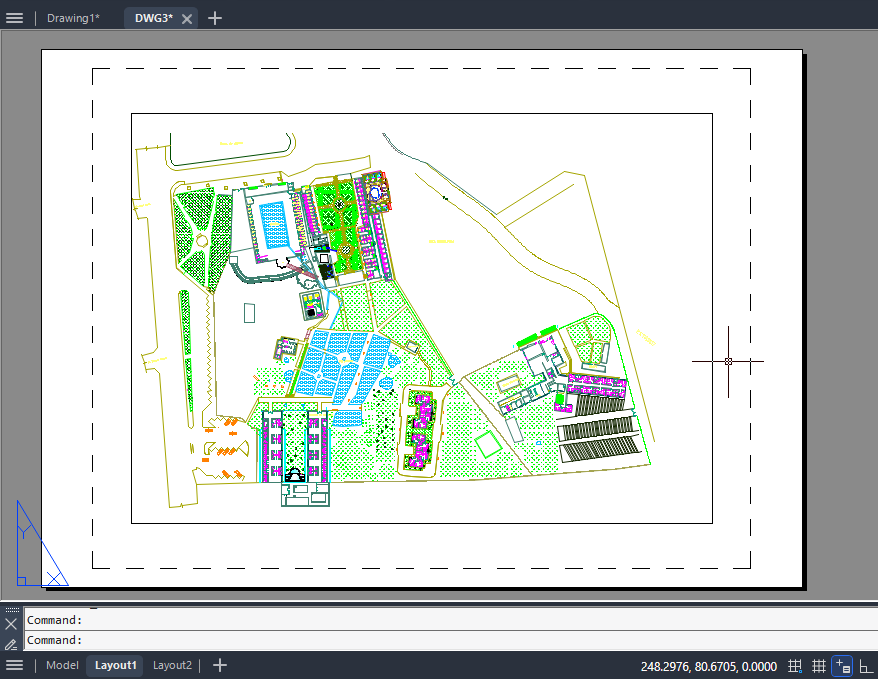 Drawing1*
DWG3*
Command:
Command:
Model
Layout1
Layout2
248.2976, 80.6705, 0.0000